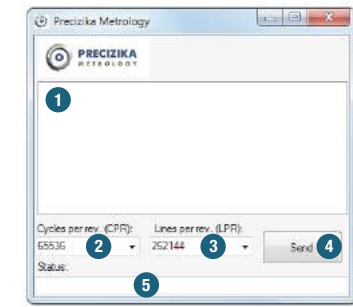 Precizika Metrology
PRECIZIKA
METROLOGY
1
Cycles per rev. (CPR): Lines per rev. (LPR):
65536 2 262144 3 Send 4
Status:
5